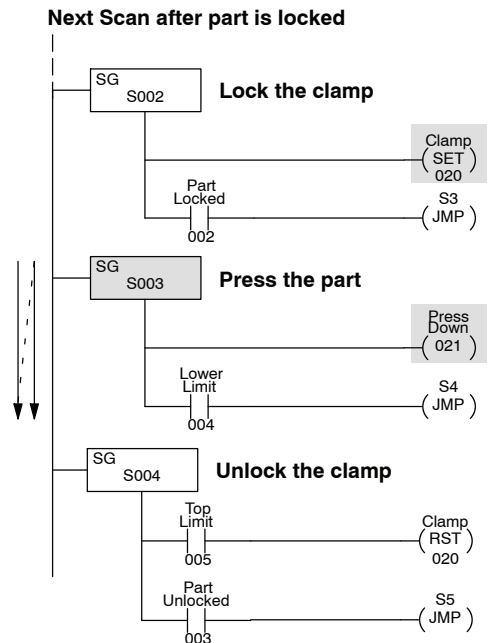 Next Scan after part is locked
SG
S002
Lock the clamp
Clamp
SET
020
Part
Locked
002
S3
JMP
SG
S003
Press the part
Press
Down
021
Lower
Limit
004
S4
JMP
SG
S004
Unlock the clamp
Top
Limit
005
Clamp
RST
020
Part
Unlocked
003
S5
JMP